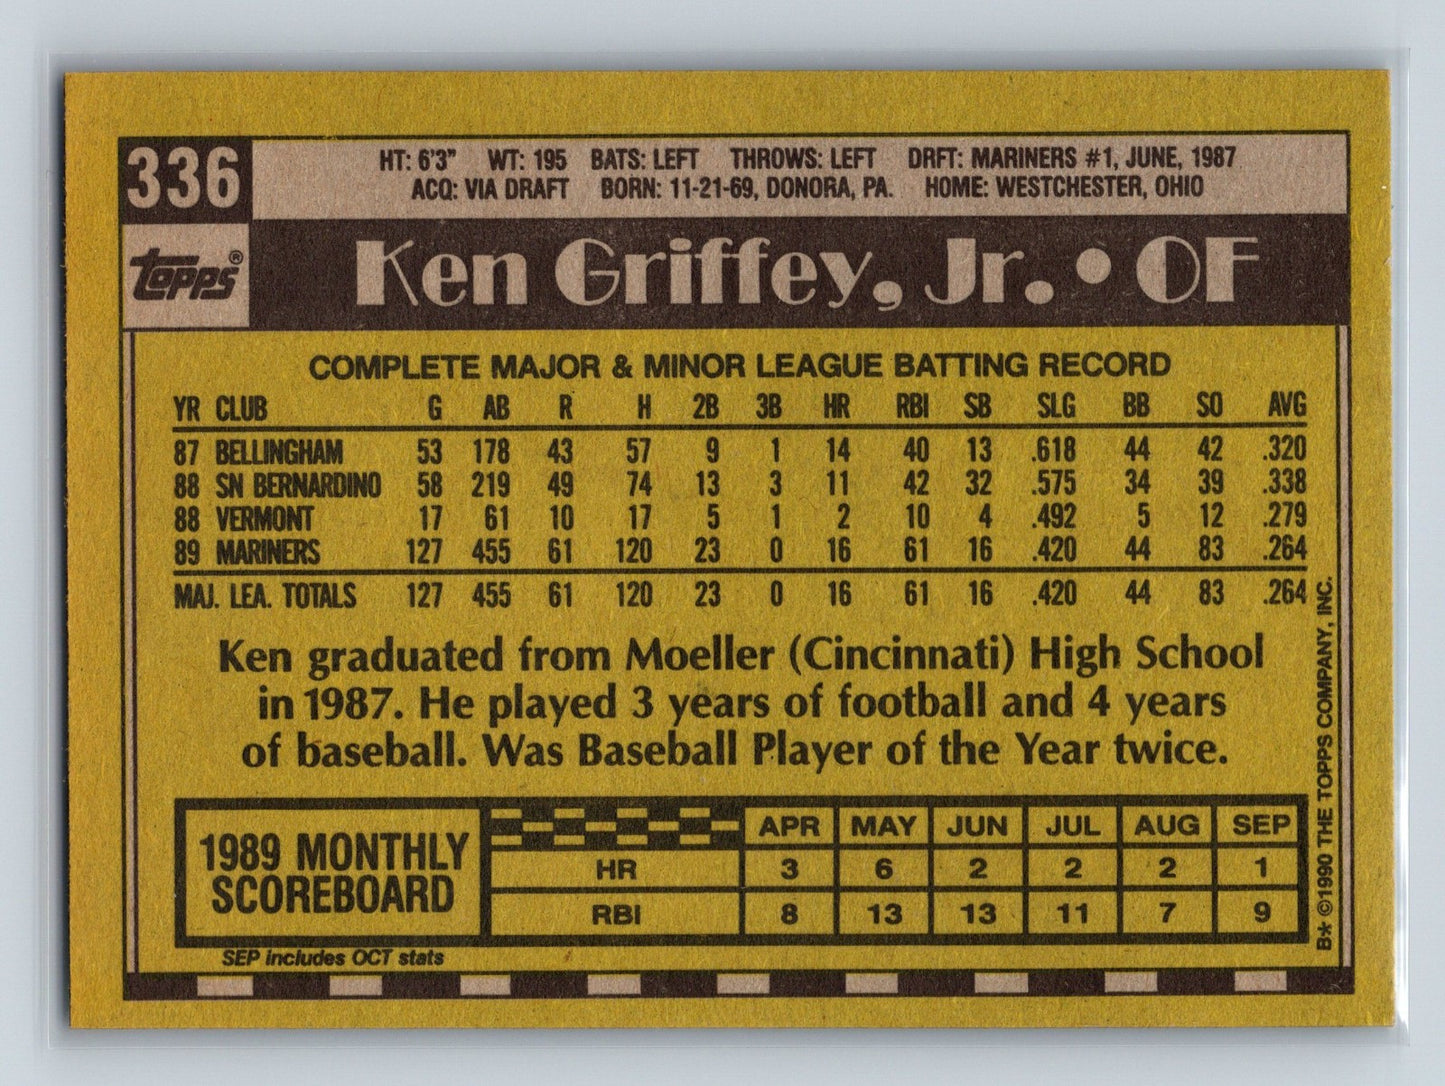 336
HT: 6'3" WT: 195 BATS: LEFT THROWS: LEFT DRFT: MARINERS #1, JUNE, 1987
ACQ: VIA DRAFT BORN: 11-21-69, DONORA, PA. HOME: WESTCHESTER, OHIO
Topps®
Ken Griffey, Jr. • OF
COMPLETE MAJOR & MINOR LEAGUE BATTING RECORD
YR CLUB G AB R H 2B 3B HR RBI SB SLG BB SO AVG
87 BELLINGHAM 53 178 43 57 9 1 14 40 13 .618 44 42 .320
88 SN BERNARDINO 58 219 49 74 13 3 11 42 32 .575 34 39 .338
88 VERMONT 17 61 10 17 5 1 2 10 4 .492 5 12 .279
89 MARINERS 127 455 61 120 23 0 16 61 16 .420 44 83 .264
MAJ. LEA. TOTALS 127 455 61 120 23 0 16 61 16 .420 44 83 .264
Ken graduated from Moeller (Cincinnati) High School
in 1987. He played 3 years of football and 4 years
of baseball. Was Baseball Player of the Year twice.
1989 MONTHLY
SCOREBOARD
APR MAY JUN JUL AUG SEP
HR 3 6 2 2 2 1
RBI 8 13 13 11 7 9
SEP includes OCT stats
B* ©1990 THE TOPPS COMPANY, INC.